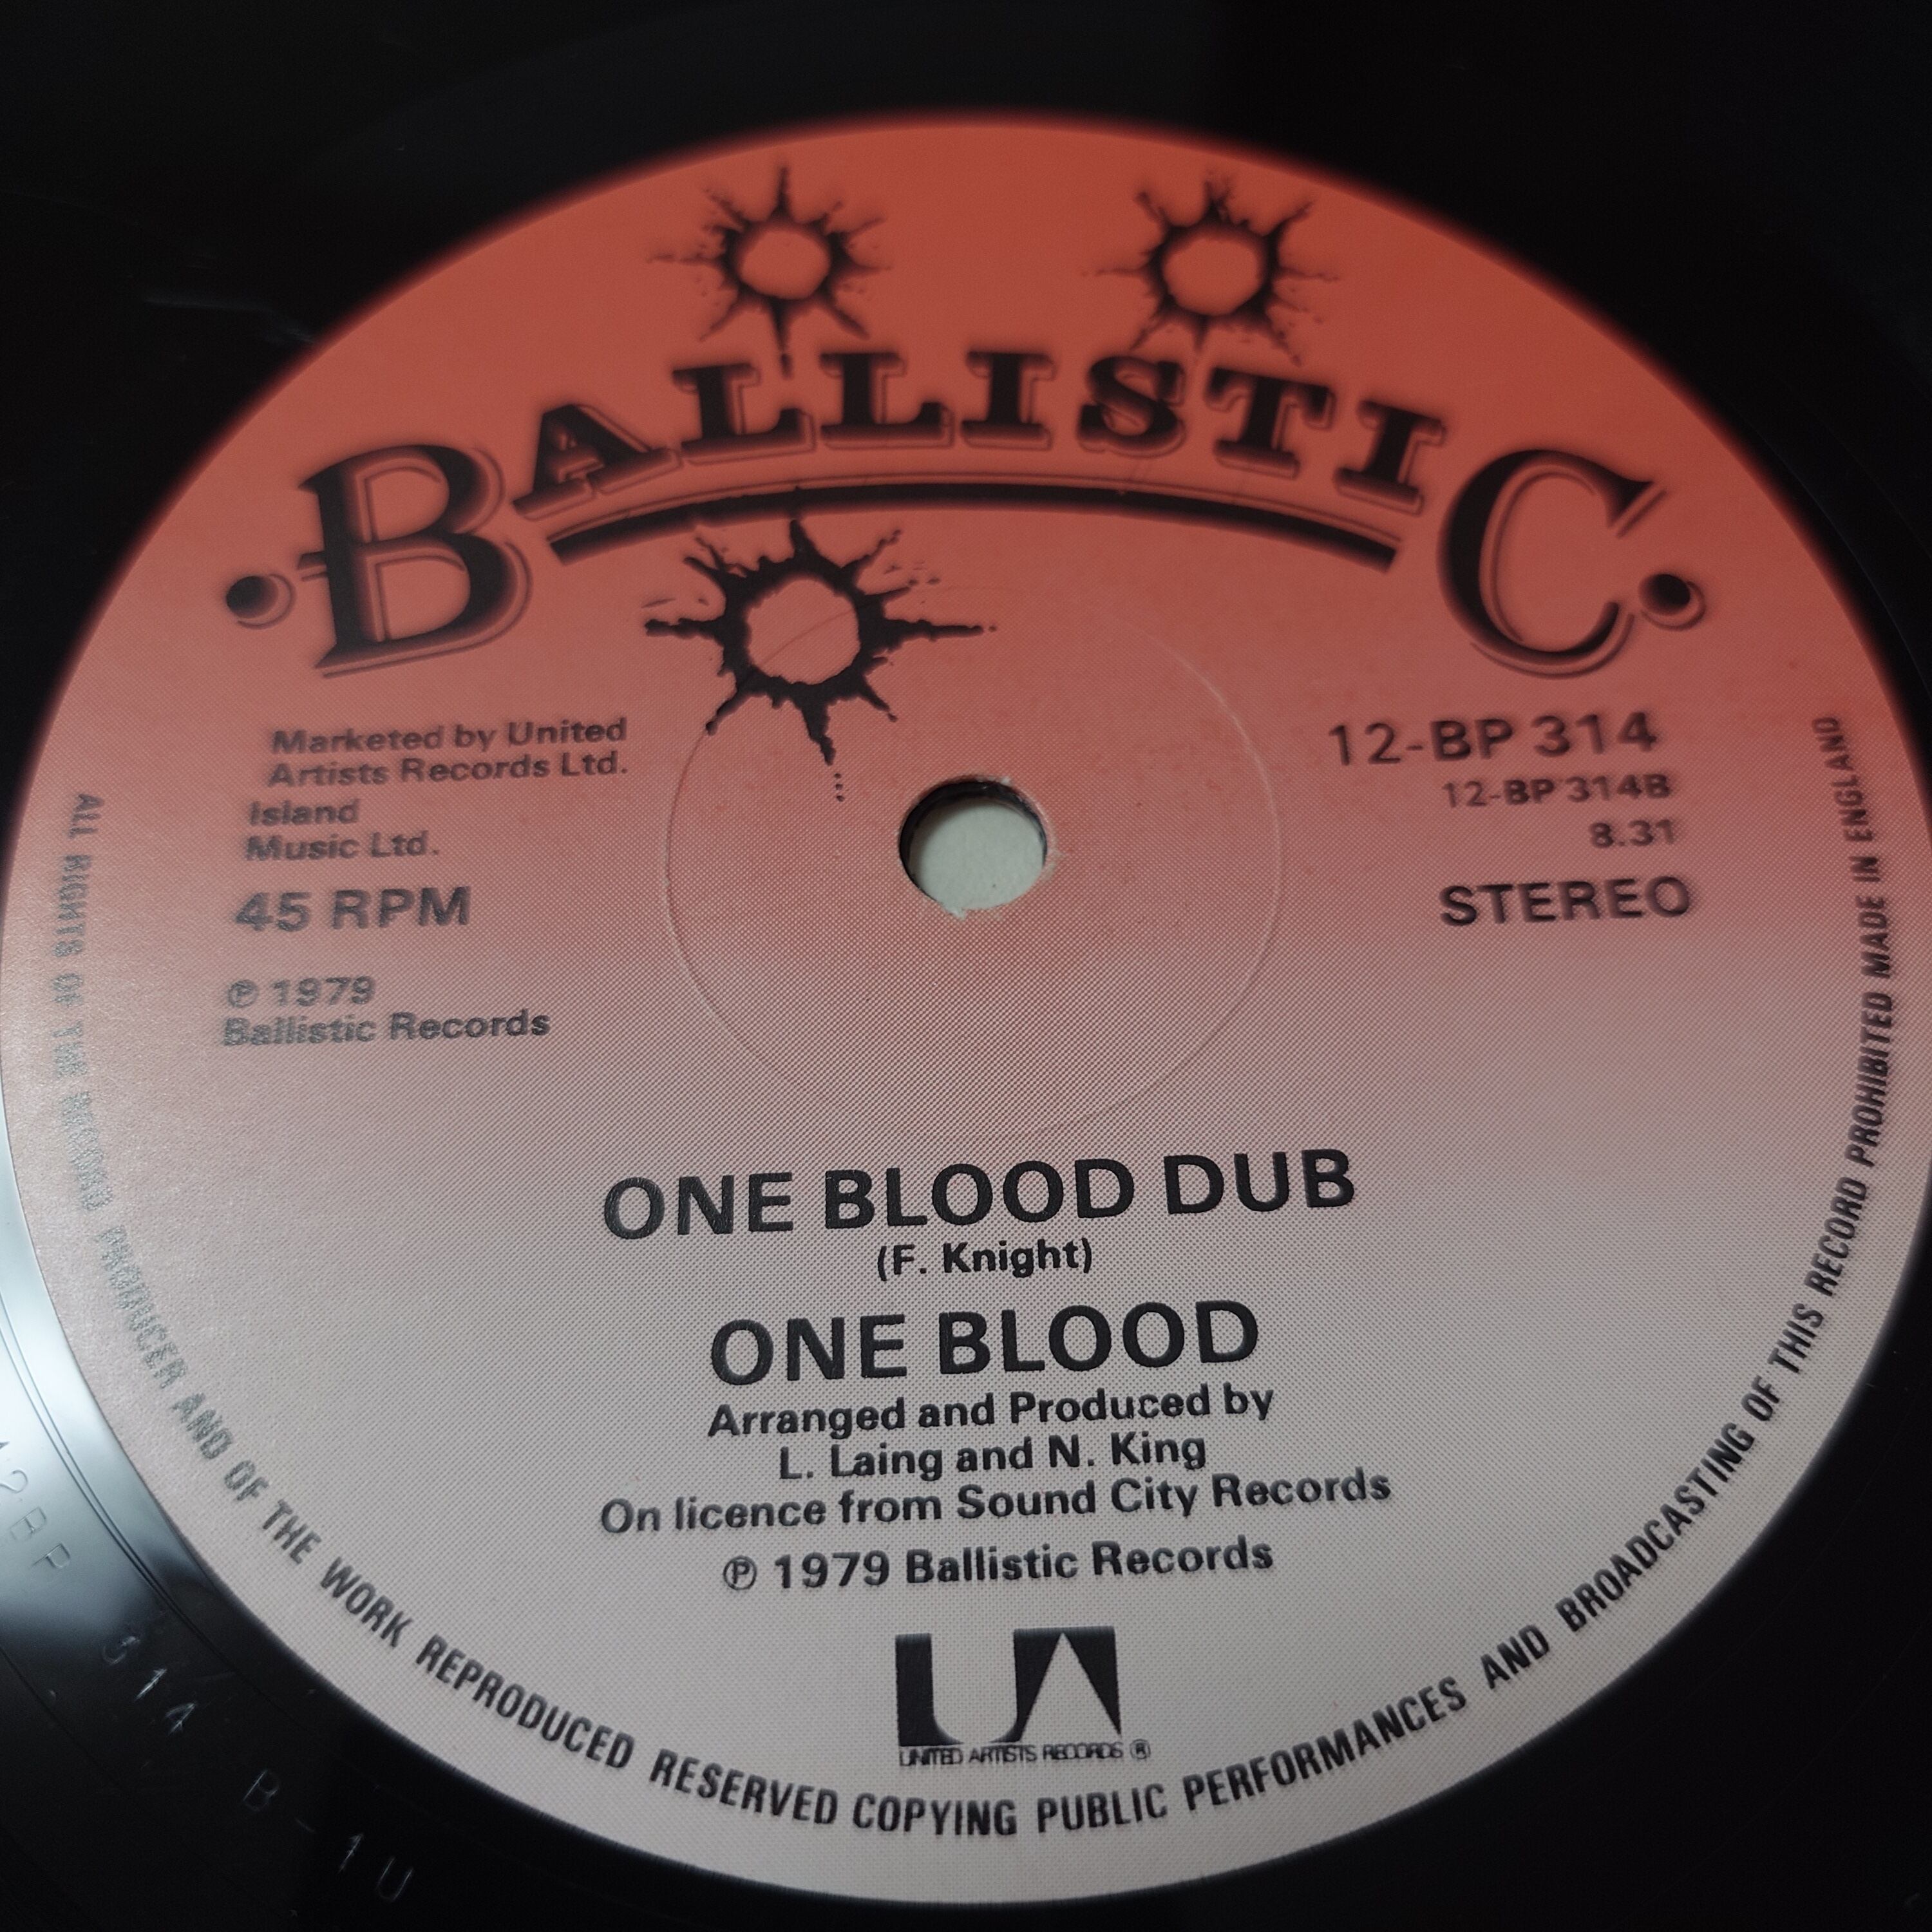 BALLISTIC
Marketed by United
Artists Records Ltd.
Island
Music Ltd.
45 RPM
℗ 1979
Ballistic Records
12-BP 314
12-BP 314B
8.31
STEREO
ONE BLOOD DUB
(F. Knight)
ONE BLOOD
Arranged and Produced by
L. Laing and N. King
On licence from Sound City Records
℗ 1979 Ballistic Records
UA
UNITED ARTISTS RECORDS ®
ALL RIGHTS OF THE RECORD PRODUCER AND OF THE WORK REPRODUCED RESERVED COPYING PUBLIC PERFORMANCES AND BROADCASTING OF THIS RECORD PROHIBITED MADE IN ENGLAND
12BP 314 B-1U